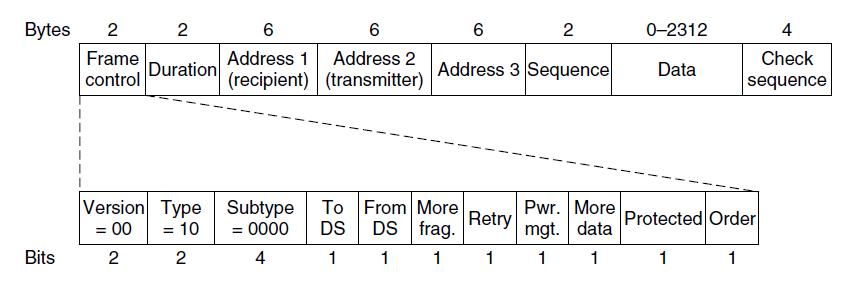 Bytes 2 2 6 6 6 2 0–2312 4
Frame control Duration Address 1 (recipient) Address 2 (transmitter) Address 3 Sequence Data Check sequence
Version = 00 Type = 10 Subtype = 0000 To DS From DS More frag. Retry Pwr. mgt. More data Protected Order
Bits 2 2 4 1 1 1 1 1 1 1 1